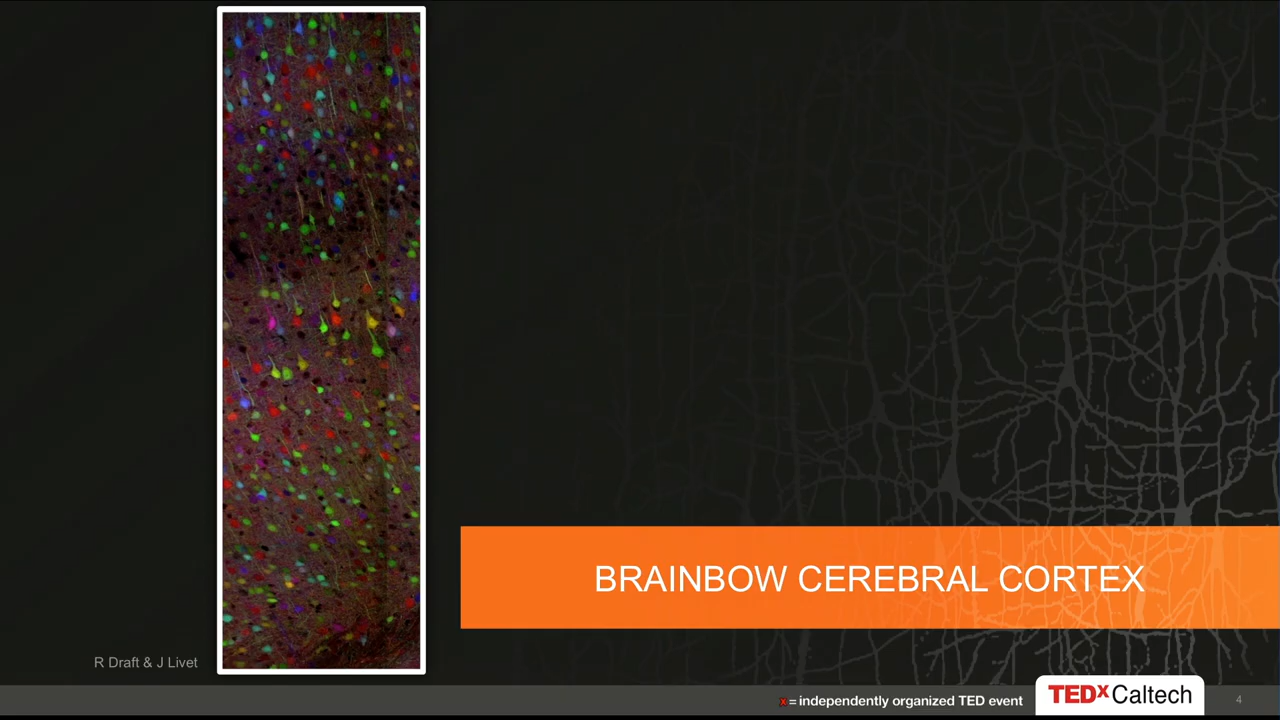 BRAINBOW CEREBRAL CORTEX
R Draft & J Livet
x = independently organized TED event
TEDxCaltech
4